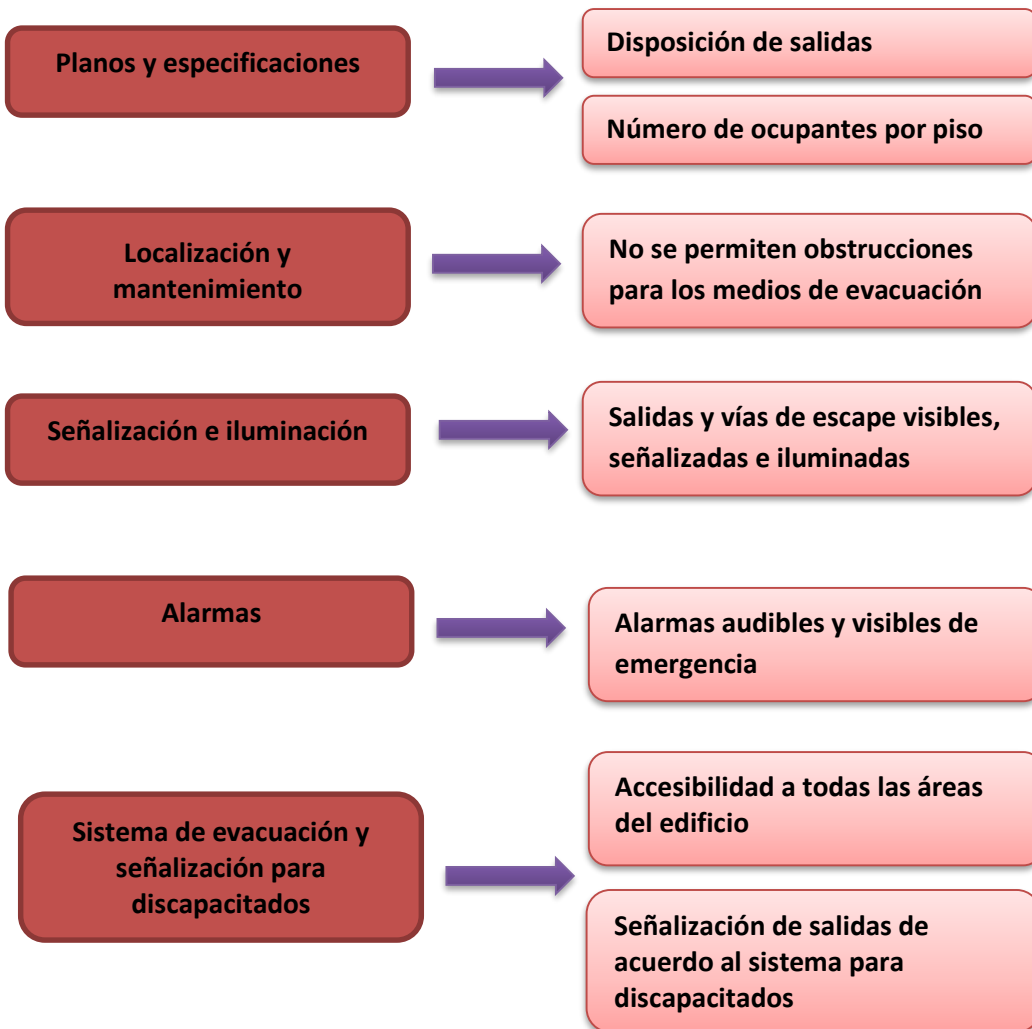 Planos y especificaciones
Disposición de salidas
Número de ocupantes por piso
Localización y
mantenimiento
No se permiten obstrucciones
para los medios de evacuación
Señalización e iluminación
Salidas y vías de escape visibles,
señalizadas e iluminadas
Alarmas
Alarmas audibles y visibles de
emergencia
Sistema de evacuación y
señalización para
discapacitados
Accesibilidad a todas las áreas
del edificio
Señalización de salidas de
acuerdo al sistema para
discapacitados